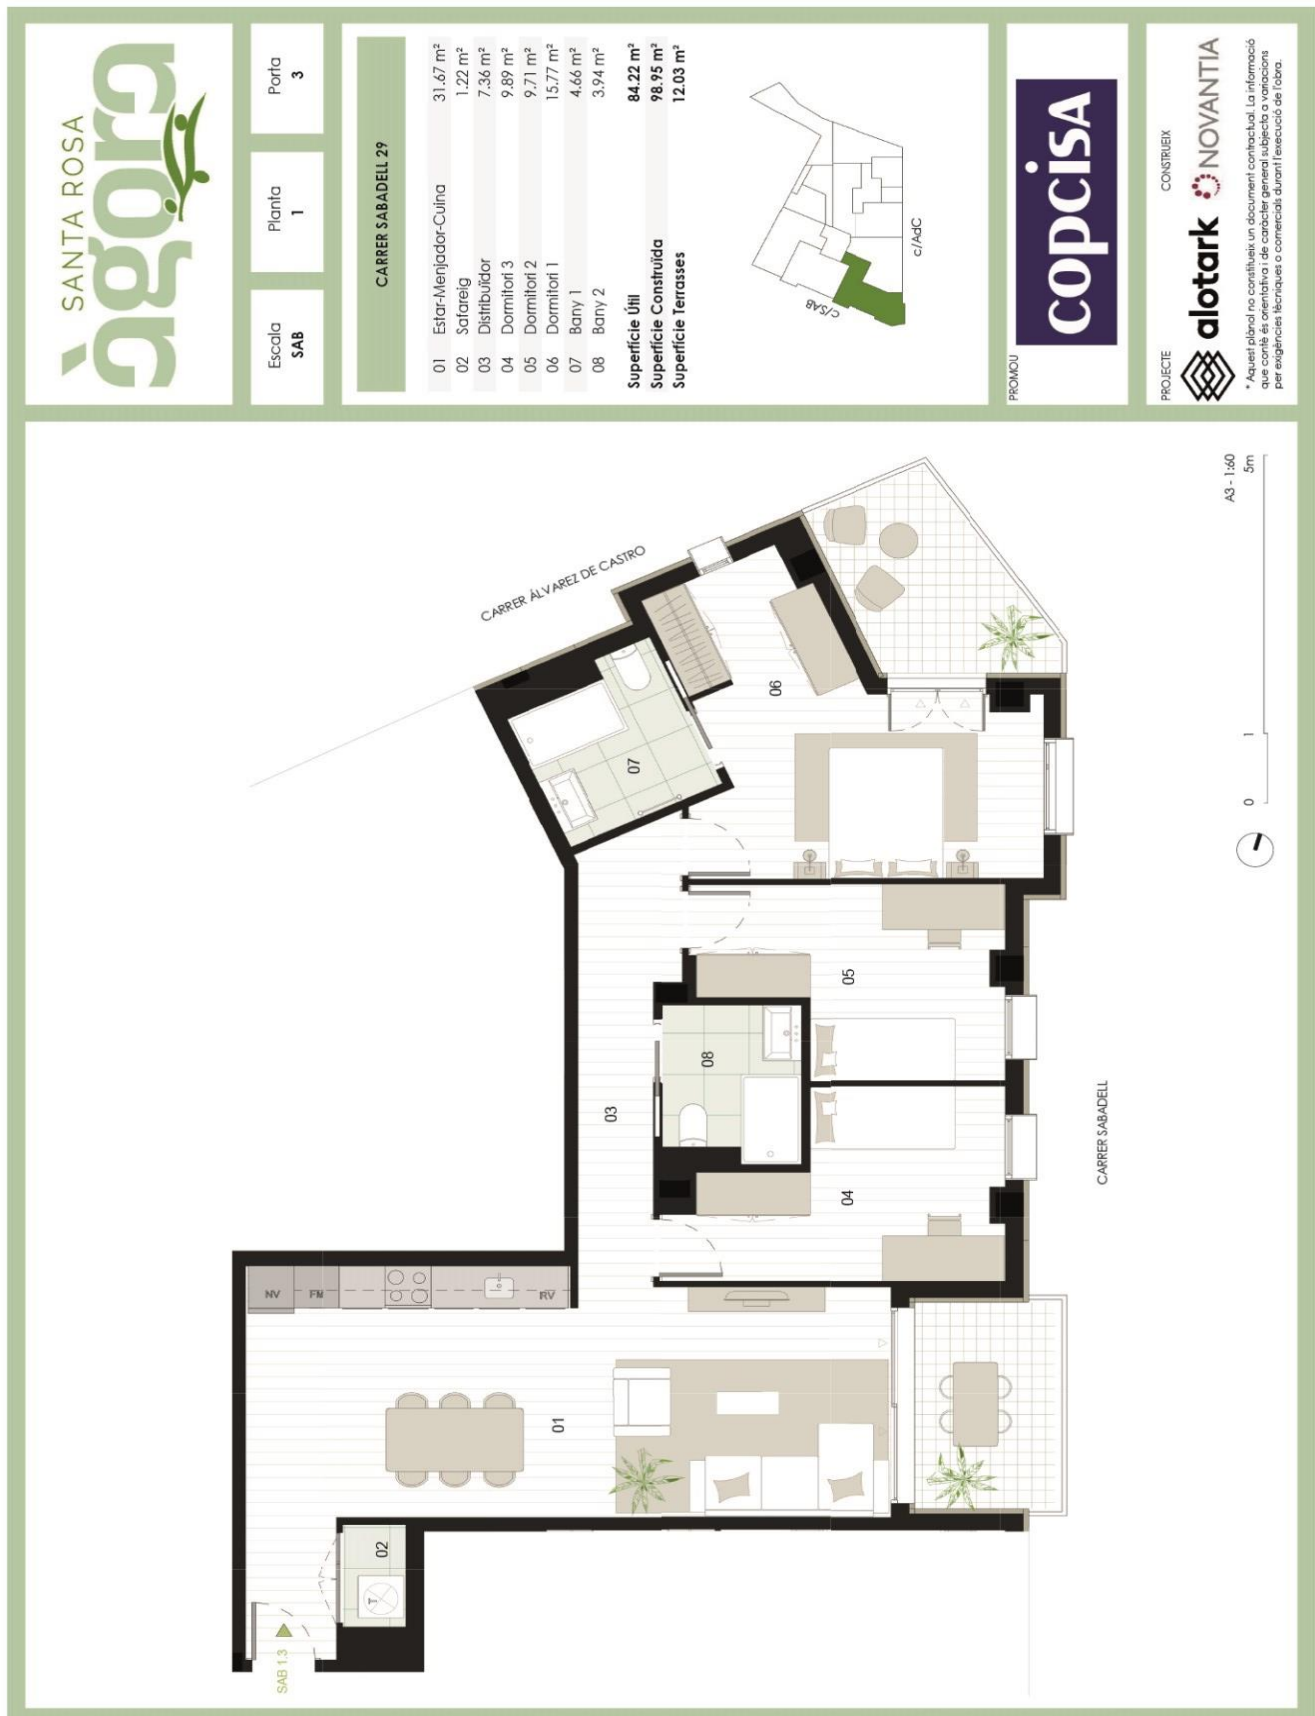 SANTA ROSA
àgora
Escala
SAB
Planta
1
Porta
3
CARRER SABADELL 29
01 Estar-Menjador-Cuina 31.67 m²
02 Safareig 1.22 m²
03 Distribuïdor 7.36 m²
04 Dormitori 3 9.89 m²
05 Dormitori 2 9.71 m²
06 Dormitori 1 15.77 m²
07 Bany 1 4.66 m²
08 Bany 2 3.94 m²
Superfície Útil 84.22 m²
Superfície Construïda 98.95 m²
Superfície Terrasses 12.03 m²
c/SAB
c/AdC
PROMOU
copcisa
PROJECTE
alotark
CONSTRUEIX
NOVANTIA
* Aquest plànol no constitueix un document contractual. La informació
que conté és orientativa i de caràcter general subjecta a variacions
per exigències tècniques o comercials durant l'execució de l'obra.
CARRER ÁLVAREZ DE CASTRO
CARRER SABADELL
SAB 1.3
01
02
T
03
04
05
06
07
08
NV
FN
RV
A3 - 1:60
0 1 5m